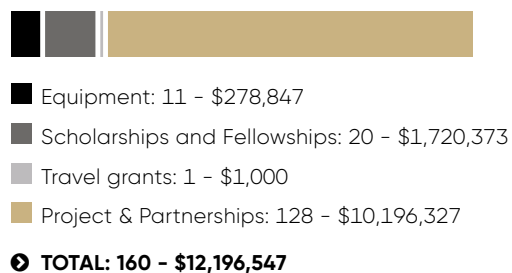 Equipment: 11 - $278,847
Scholarships and Fellowships: 20 - $1,720,373
Travel grants: 1 - $1,000
Project & Partnerships: 128 - $10,196,327
TOTAL: 160 - $12,196,547